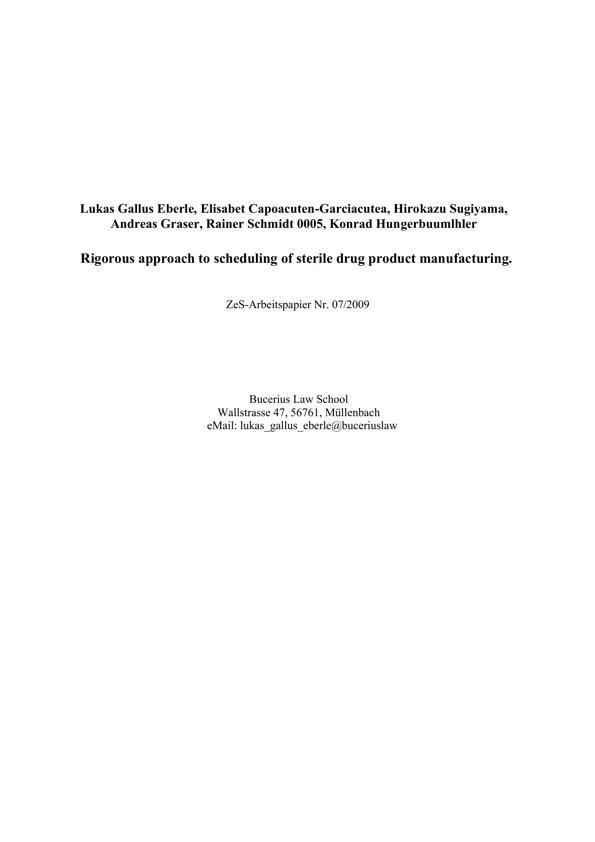 Lukas Gallus Eberle, Elisabet Capoacuten-Garciacutea, Hirokazu Sugiyama,
Andreas Graser, Rainer Schmidt 0005, Konrad Hungerbuumlhler
Rigorous approach to scheduling of sterile drug product manufacturing.
ZeS-Arbeitspapier Nr. 07/2009
Bucerius Law School
Wallstrasse 47, 56761, Müllenbach
eMail: lukas_gallus_eberle@buceriuslaw